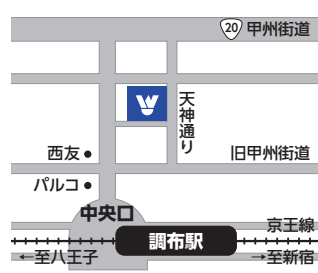 20 甲州街道
W
天神通り
西友●
旧甲州街道
パルコ●
中央口
京王線
調布駅
←至八王子
→至新宿